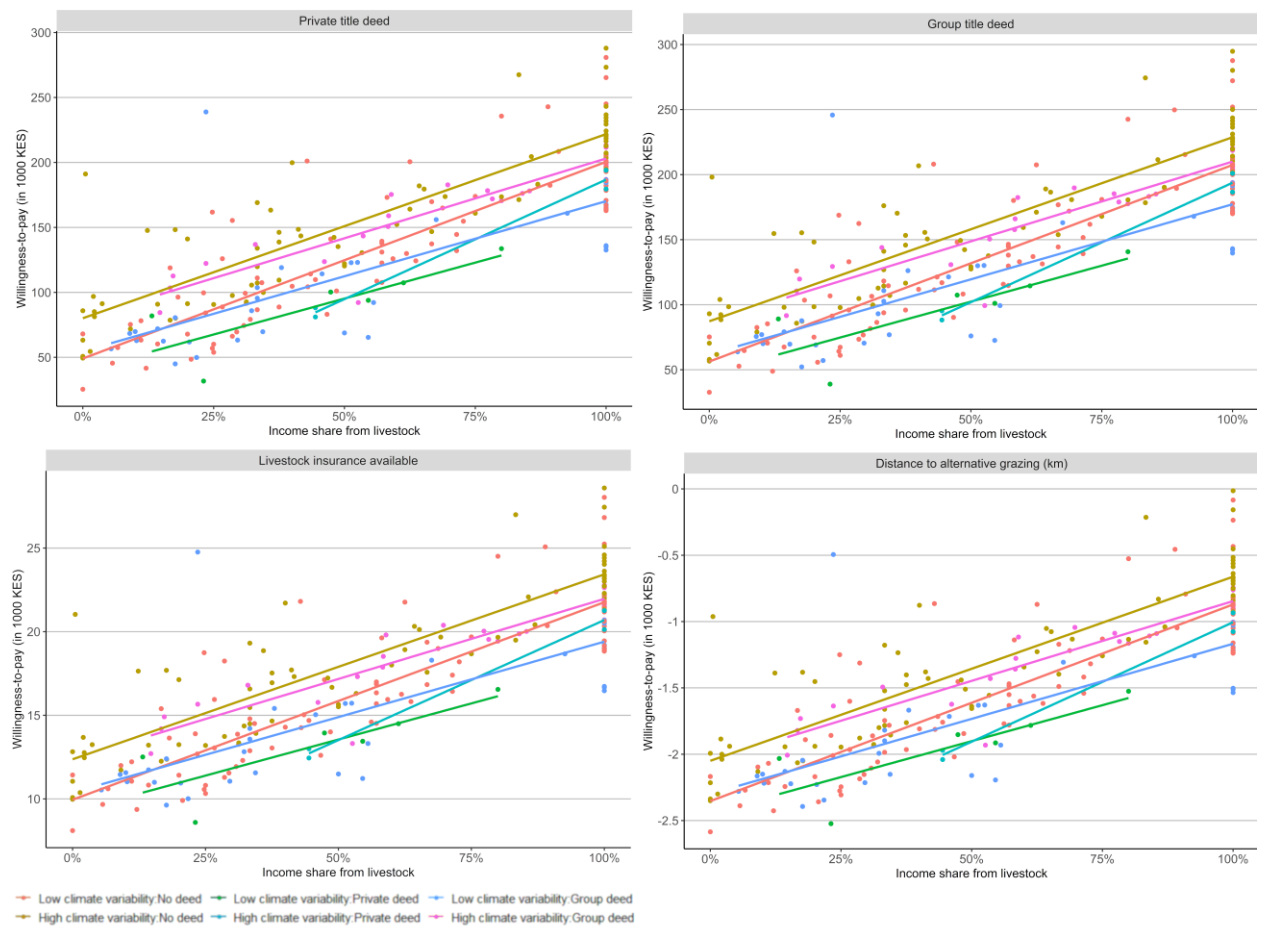 Private title deed
300
250
200
150
100
50
Willingness-to-pay (in 1000 KES)
0% 25% 50% 75% 100%
Income share from livestock
Group title deed
300
250
200
150
100
50
Willingness-to-pay (in 1000 KES)
0% 25% 50% 75% 100%
Income share from livestock
Livestock insurance available
25
20
15
10
Willingness-to-pay (in 1000 KES)
0% 25% 50% 75% 100%
Income share from livestock
Distance to alternative grazing (km)
0
-0.5
-1
-1.5
-2
-2.5
Willingness-to-pay (in 1000 KES)
0% 25% 50% 75% 100%
Income share from livestock
Low climate variability:No deed Low climate variability:Private deed Low climate variability:Group deed
High climate variability:No deed High climate variability:Private deed High climate variability:Group deed